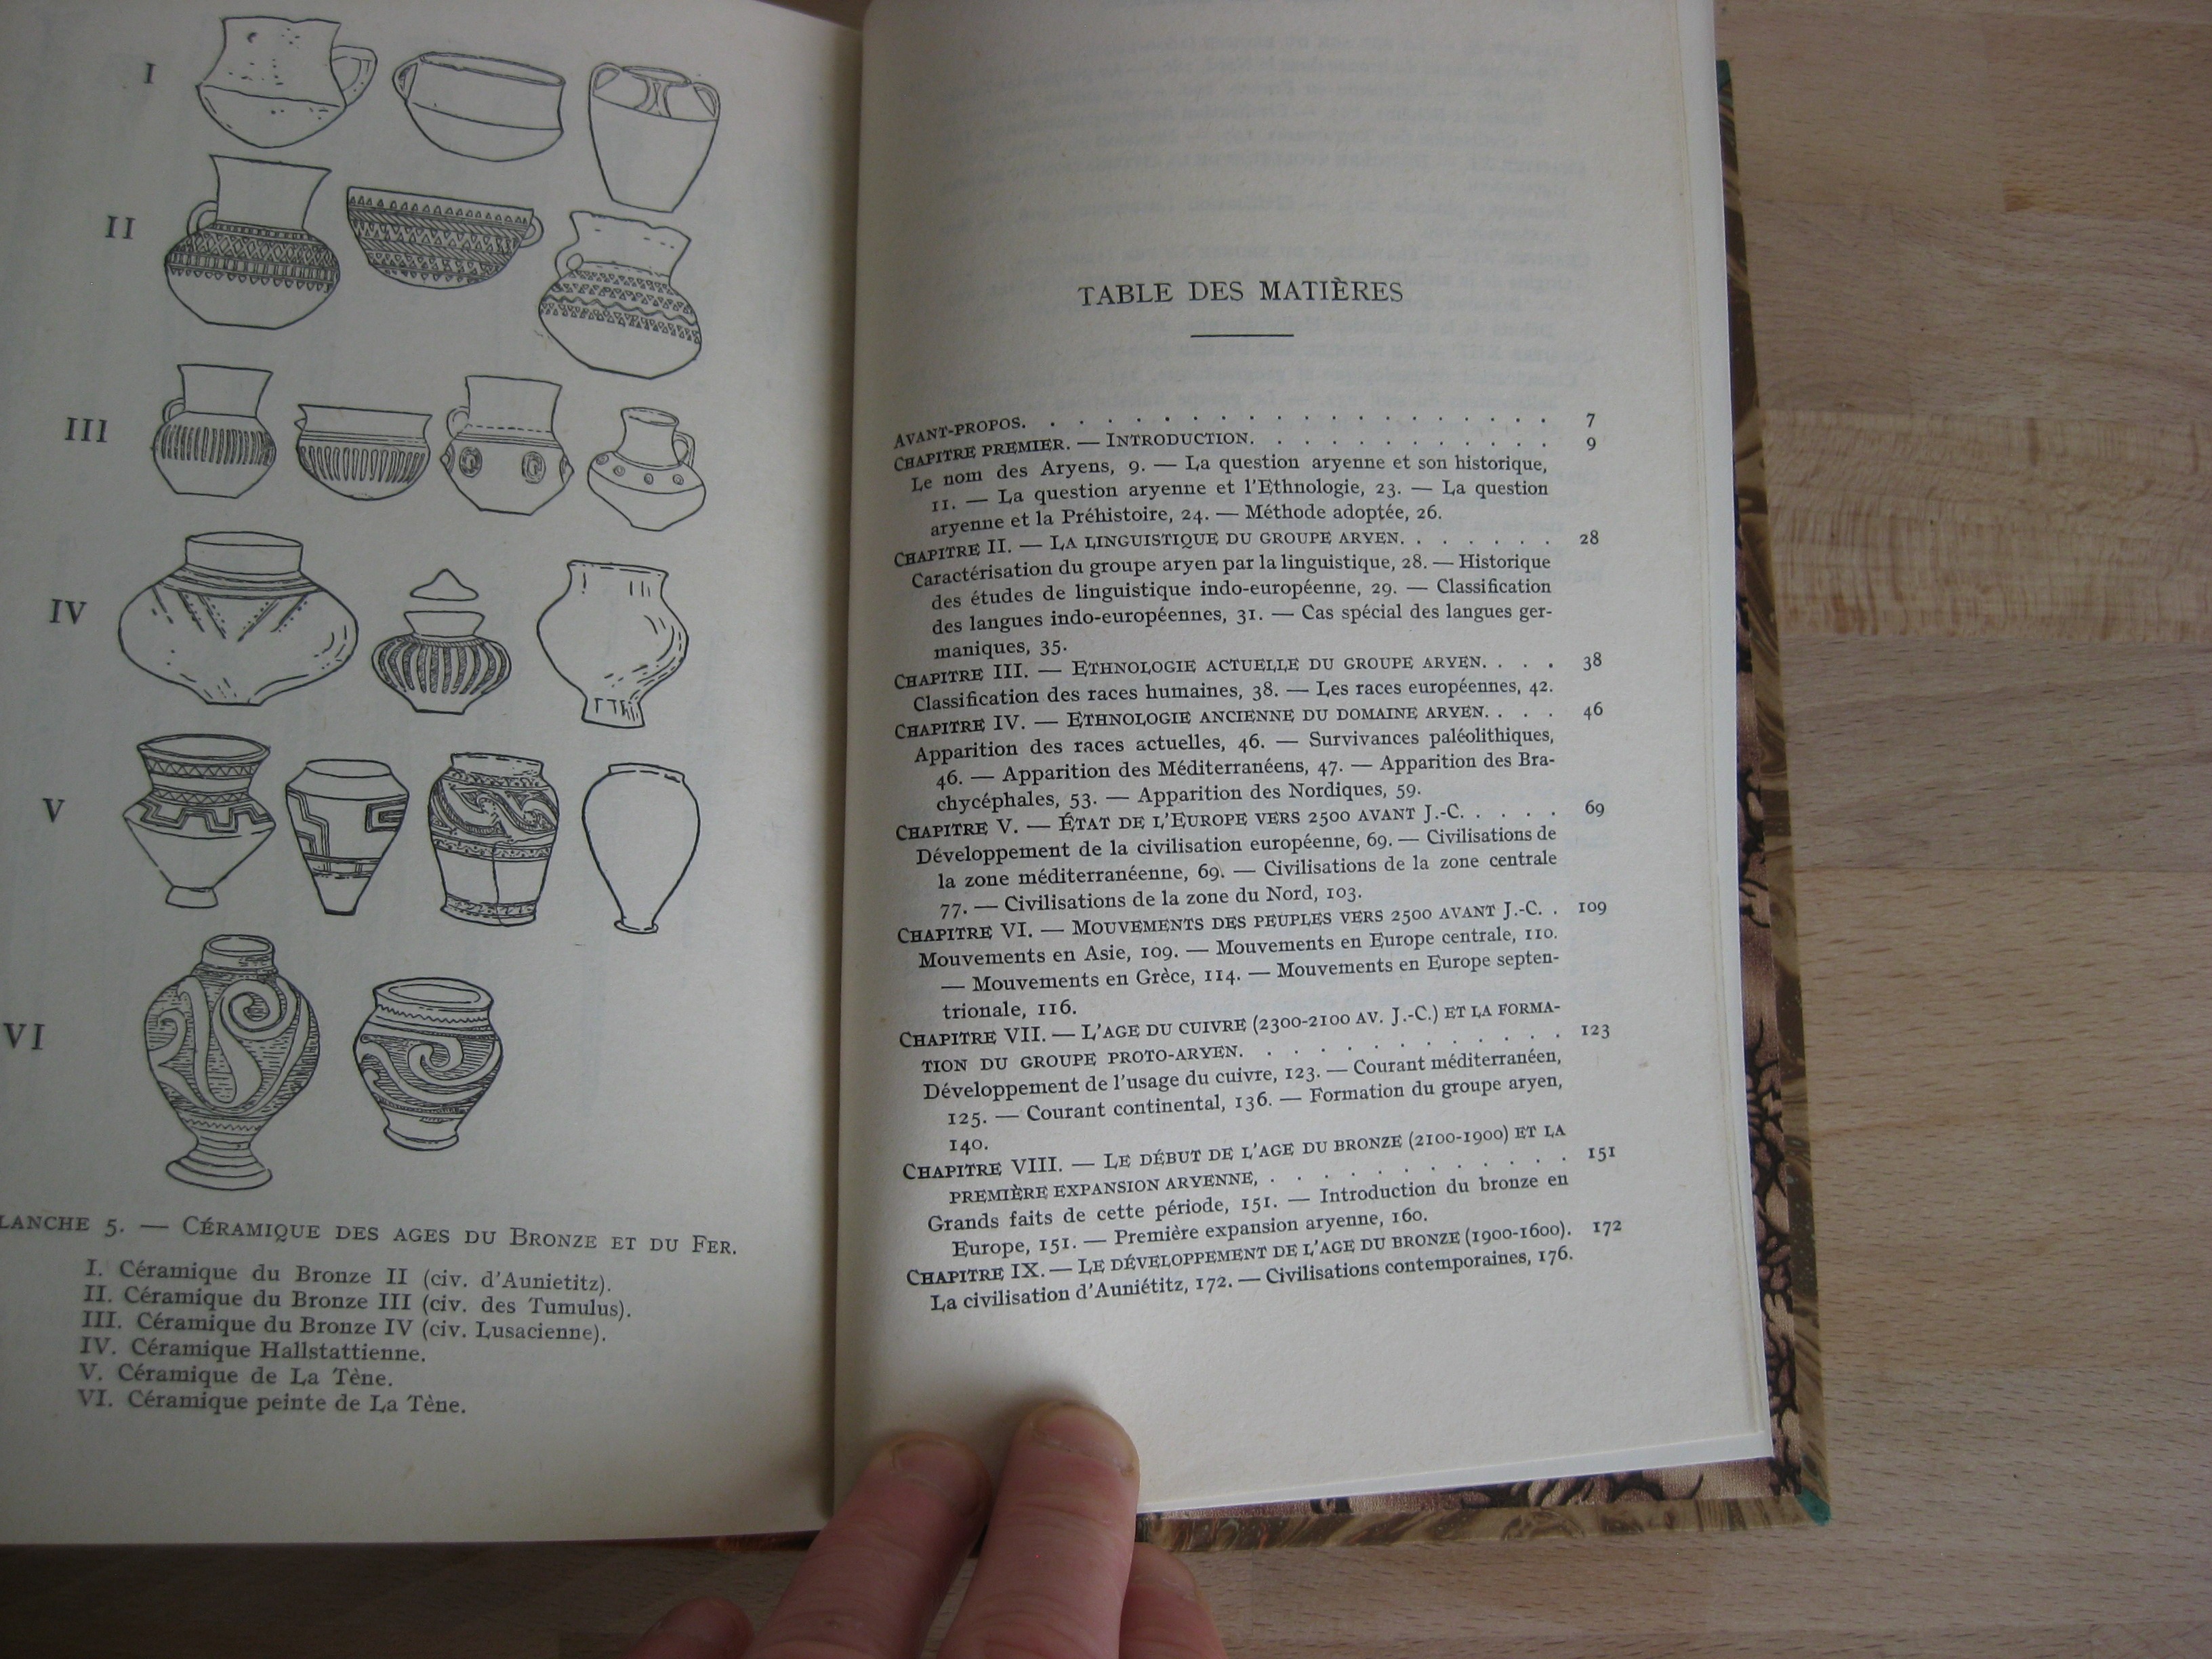 I
II
III
IV
V
VI
LANCHE 5. — CÉRAMIQUE DES AGES DU BRONZE ET DU FER.
I. Céramique du Bronze II (civ. d'Aunietitz).
II. Céramique du Bronze III (civ. des Tumulus).
III. Céramique du Bronze IV (civ. Lusacienne).
IV. Céramique Hallstattienne.
V. Céramique de La Tène.
VI. Céramique peinte de La Tène.
TABLE DES MATIÈRES
AVANT-PROPOS. . . . . . . . . . . . . . . . . . . 7
CHAPITRE PREMIER. — INTRODUCTION. . . . . . . . . . . . 9
Le nom des Aryens, 9. — La question aryenne et son historique,
11. — La question aryenne et l'Ethnologie, 23. — La question
aryenne et la Préhistoire, 24. — Méthode adoptée, 26.
CHAPITRE II. — LA LINGUISTIQUE DU GROUPE ARYEN. . . . . . . 28
Caractérisation du groupe aryen par la linguistique, 28. — Historique
des études de linguistique indo-européenne, 29. — Classification
des langues indo-européennes, 31. — Cas spécial des langues ger-
maniques, 35.
CHAPITRE III. — ETHNOLOGIE ACTUELLE DU GROUPE ARYEN. . . . 38
Classification des races humaines, 38. — Les races européennes, 42.
CHAPITRE IV. — ETHNOLOGIE ANCIENNE DU DOMAINE ARYEN. . . . 46
Apparition des races actuelles, 46. — Survivances paléolithiques,
46. — Apparition des Méditerranéens, 47. — Apparition des Bra-
chycéphales, 53. — Apparition des Nordiques, 59.
CHAPITRE V. — ÉTAT DE L'EUROPE VERS 2500 AVANT J.-C. . . . . 69
Développement de la civilisation européenne, 69. — Civilisations de
la zone méditerranéenne, 69. — Civilisations de la zone centrale
77. — Civilisations de la zone du Nord, 103.
CHAPITRE VI. — MOUVEMENTS DES PEUPLES VERS 2500 AVANT J.-C. . 109
Mouvements en Asie, 109. — Mouvements en Europe centrale, 110.
— Mouvements en Grèce, 114. — Mouvements en Europe septen-
trionale, 116.
CHAPITRE VII. — L'AGE DU CUIVRE (2300-2100 AV. J.-C.) ET LA FORMA-
TION DU GROUPE PROTO-ARYEN. . . . . . . . . . . . 123
Développement de l'usage du cuivre, 123. — Courant méditerranéen,
125. — Courant continental, 136. — Formation du groupe aryen,
140.
CHAPITRE VIII. — LE DÉBUT DE L'AGE DU BRONZE (2100-1900) ET LA
PREMIÈRE EXPANSION ARYENNE, . . . . . . . . . . . . 151
Grands faits de cette période, 151. — Introduction du bronze en
Europe, 151. — Première expansion aryenne, 160.
CHAPITRE IX. — LE DÉVELOPPEMENT DE L'AGE DU BRONZE (1900-1600). 172
La civilisation d'Auniétitz, 172. — Civilisations contemporaines, 176.